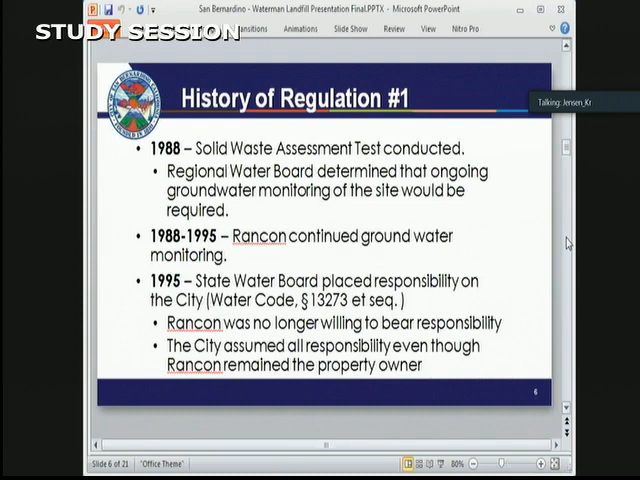 San Bernardino - Waterman Landfill Presentation Final.PPTX - Microsoft PowerPoint
STUDY SESSION
Animations Slide Show Review View Nitro Pro
History of Regulation #1
Talking: Jensen_Kr
• 1988 – Solid Waste Assessment Test conducted.
• Regional Water Board determined that ongoing
groundwater monitoring of the site would be
required.
• 1988-1995 – Rancon continued ground water
monitoring.
• 1995 – State Water Board placed responsibility on
the City (Water Code, §13273 et seq. )
• Rancon was no longer willing to bear responsibility
• The City assumed all responsibility even though
Rancon remained the property owner
6
Slide 6 of 21 "Office Theme" 80%